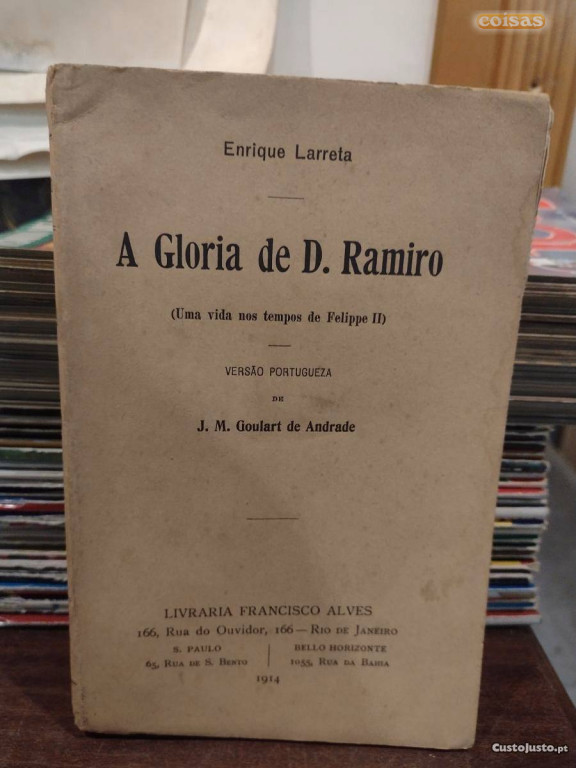 coisas
Enrique Larreta
A Gloria de D. Ramiro
(Uma vida nos tempos de Felippe II)
VERSÃO PORTUGUEZA
DE
J. M. Goulart de Andrade
LIVRARIA FRANCISCO ALVES
166, Rua do Ouvidor, 166 — Rio de Janeiro
S. PAULO
65, Rua de S. Bento
BELLO HORIZONTE
1055, Rua da Bahia
1914
CustoJusto.pt